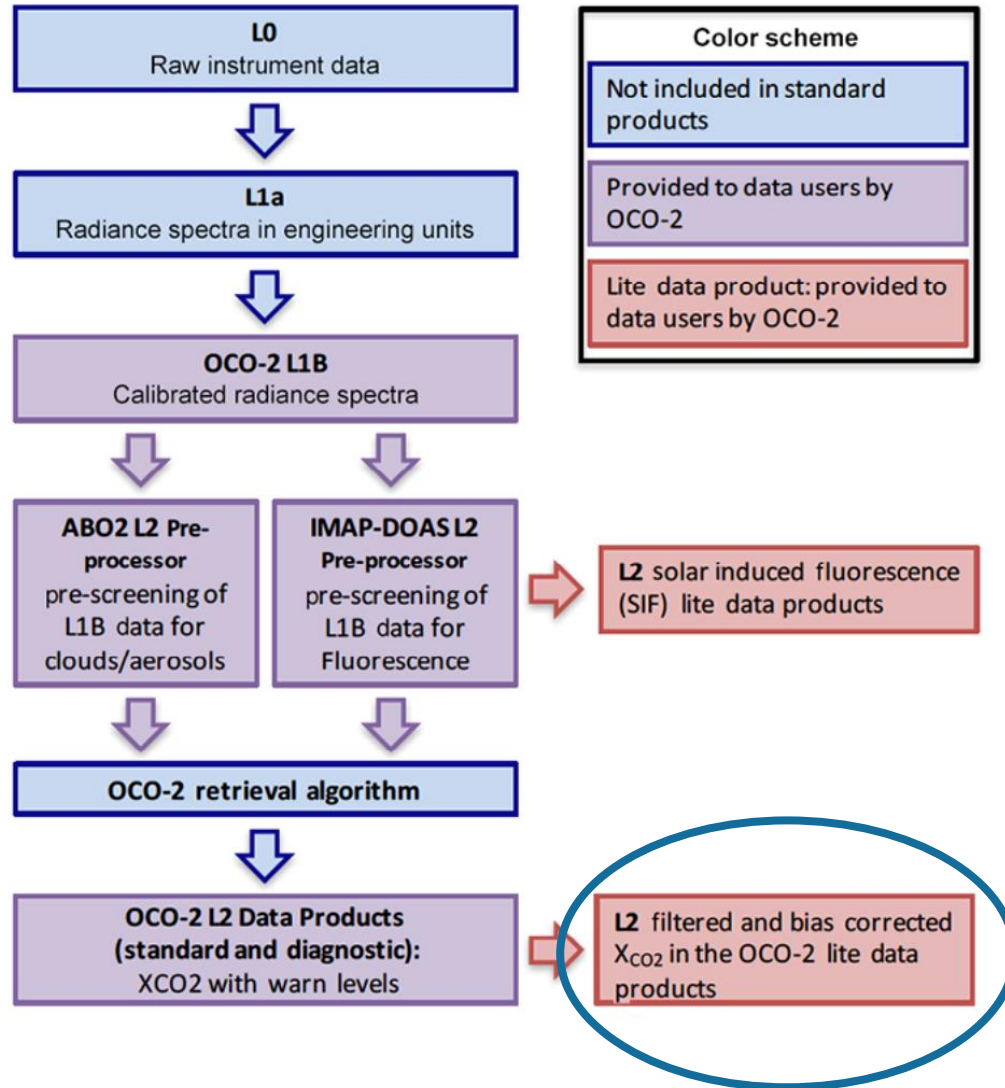 L0
Raw instrument data
L1a
Radiance spectra in engineering units
OCO-2 L1B
Calibrated radiance spectra
ABO2 L2 Pre-
processor
pre-screening of
L1B data for
clouds/aerosols
IMAP-DOAS L2
Pre-processor
pre-screening of
L1B data for
Fluorescence
L2 solar induced fluorescence
(SIF) lite data products
OCO-2 retrieval algorithm
OCO-2 L2 Data Products
(standard and diagnostic):
XCO2 with warn levels
L2 filtered and bias corrected
XCO2 in the OCO-2 lite data
products
Color scheme
Not included in standard
products
Provided to data users by
OCO-2
Lite data product: provided to
data users by OCO-2